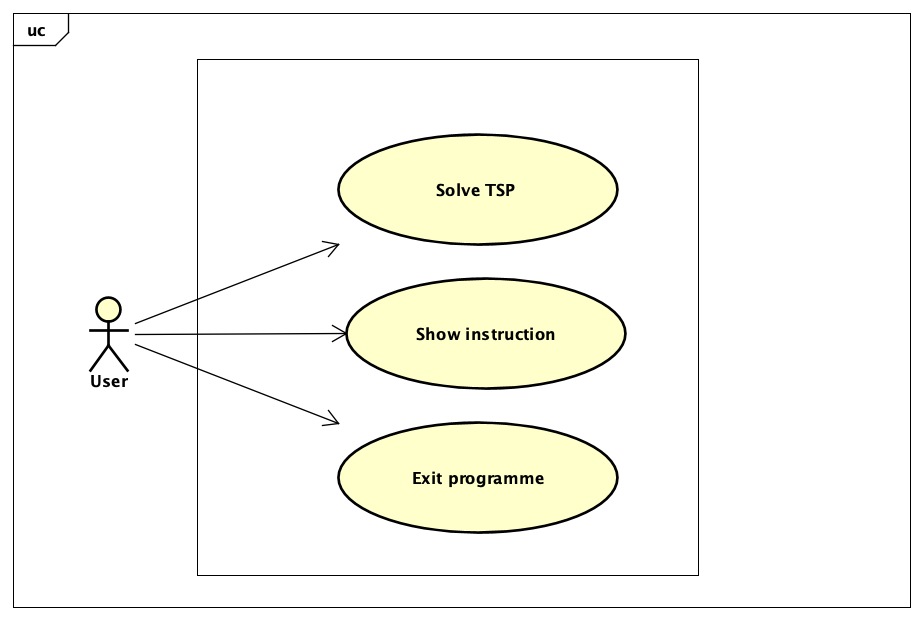 uc
Solve TSP
Show instruction
User
Exit programme